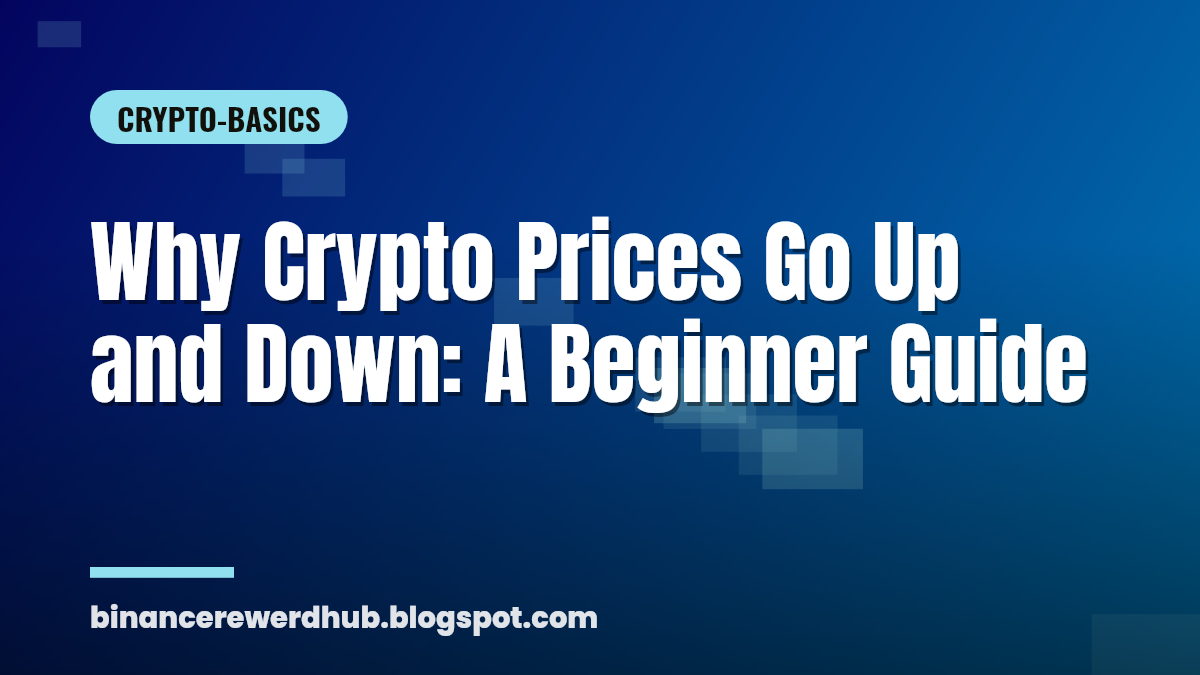 CRYPTO-BASICS
Why Crypto Prices Go Up
and Down: A Beginner Guide
binancerewerdhub.blogspot.com